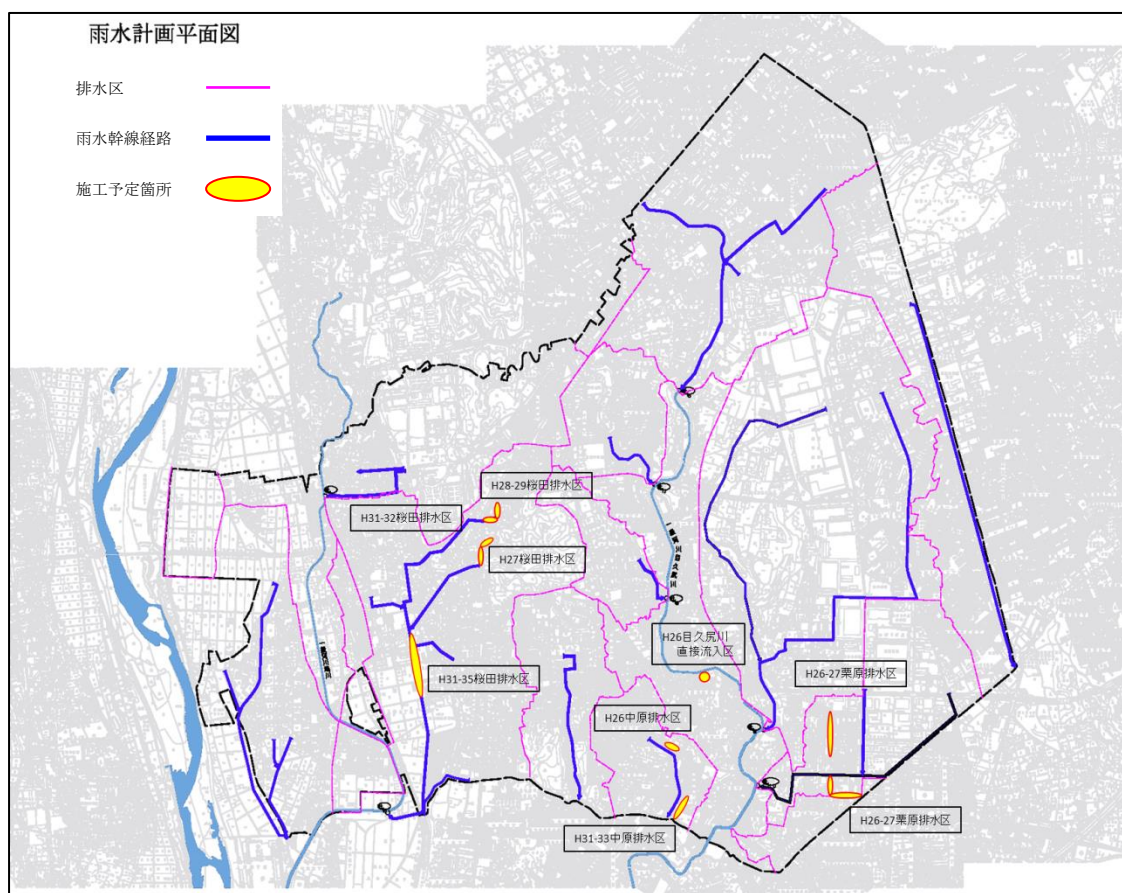 雨水計画平面図
排水区
雨水幹線経路
施工予定箇所
H28-29桜田排水区
H31-32桜田排水区
H27桜田排水区
H26目久尻川
直接流入区
H31-35桜田排水区
H26-27栗原排水区
H26中原排水区
H31-33中原排水区
H26-27栗原排水区